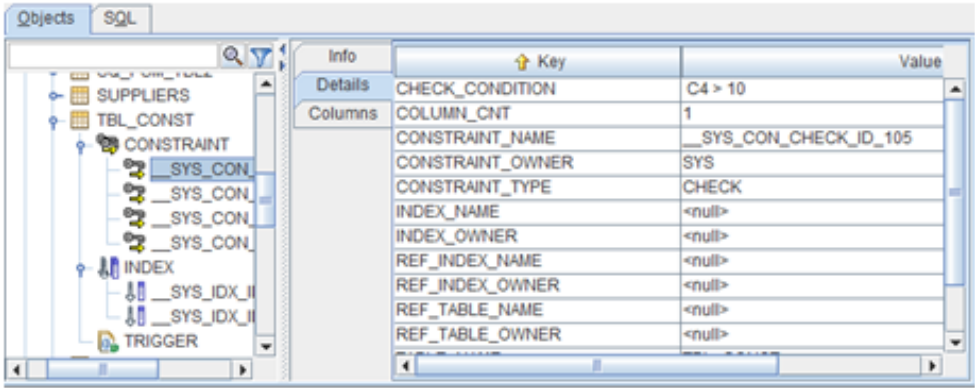 Objects
SQL
SUPPLIERS
TBL_CONST
CONSTRAINT
__SYS_CON_
__SYS_CON_
__SYS_CON_
__SYS_CON_
INDEX
__SYS_IDX_I
__SYS_IDX_I
TRIGGER
Info
Details
Columns
Key Value
CHECK_CONDITION C4 > 10
COLUMN_CNT 1
CONSTRAINT_NAME __SYS_CON_CHECK_ID_105
CONSTRAINT_OWNER SYS
CONSTRAINT_TYPE CHECK
INDEX_NAME <null>
INDEX_OWNER <null>
REF_INDEX_NAME <null>
REF_INDEX_OWNER <null>
REF_TABLE_NAME <null>
REF_TABLE_OWNER <null>